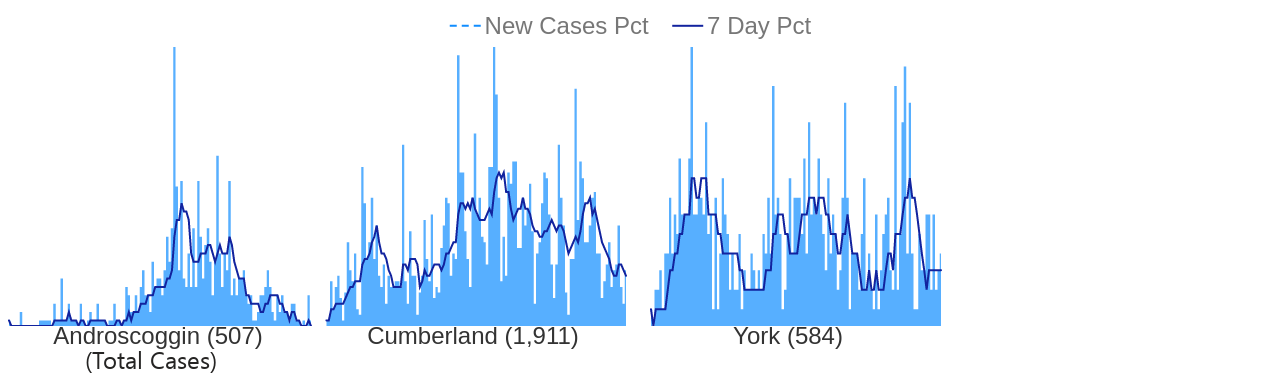 New Cases Pct 7 Day Pct
Androscoggin (507) Cumberland (1,911) York (584)
(Total Cases)